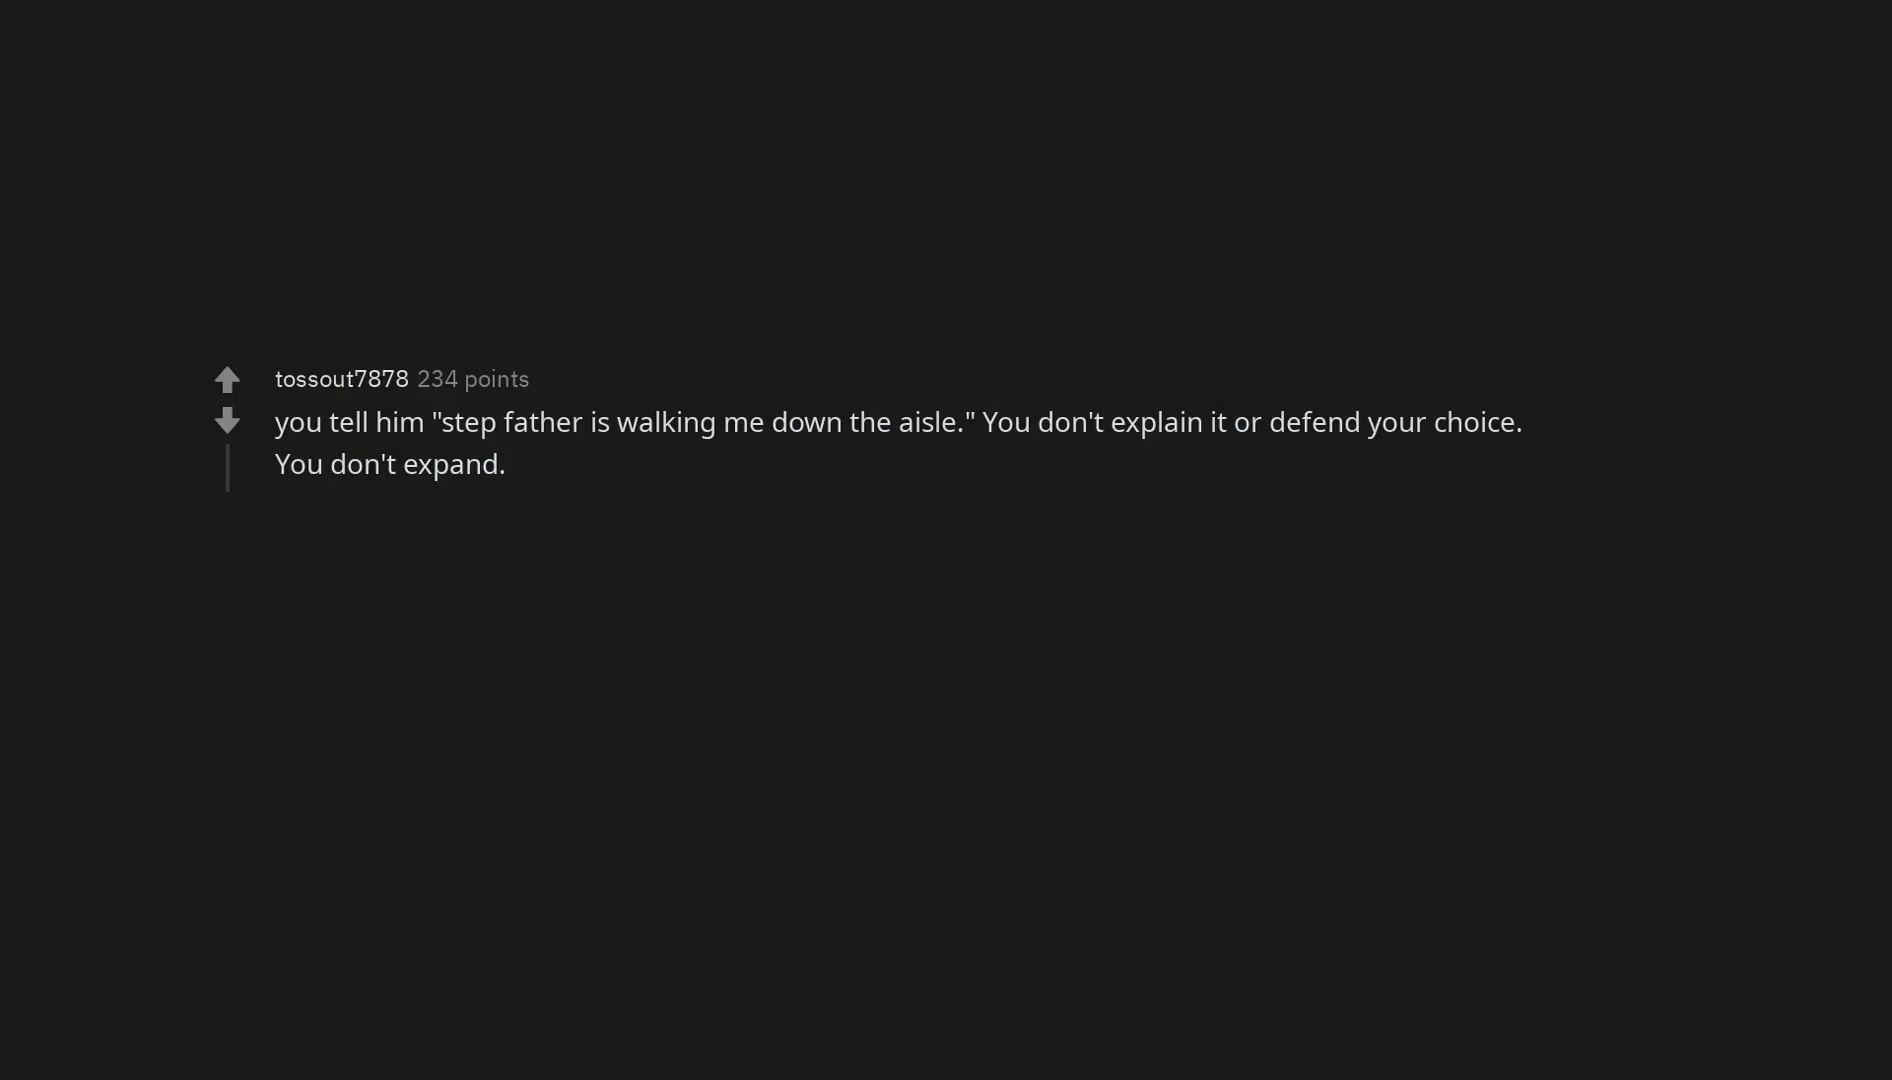 tossout7878 234 points
you tell him "step father is walking me down the aisle." You don't explain it or defend your choice.
You don't expand.